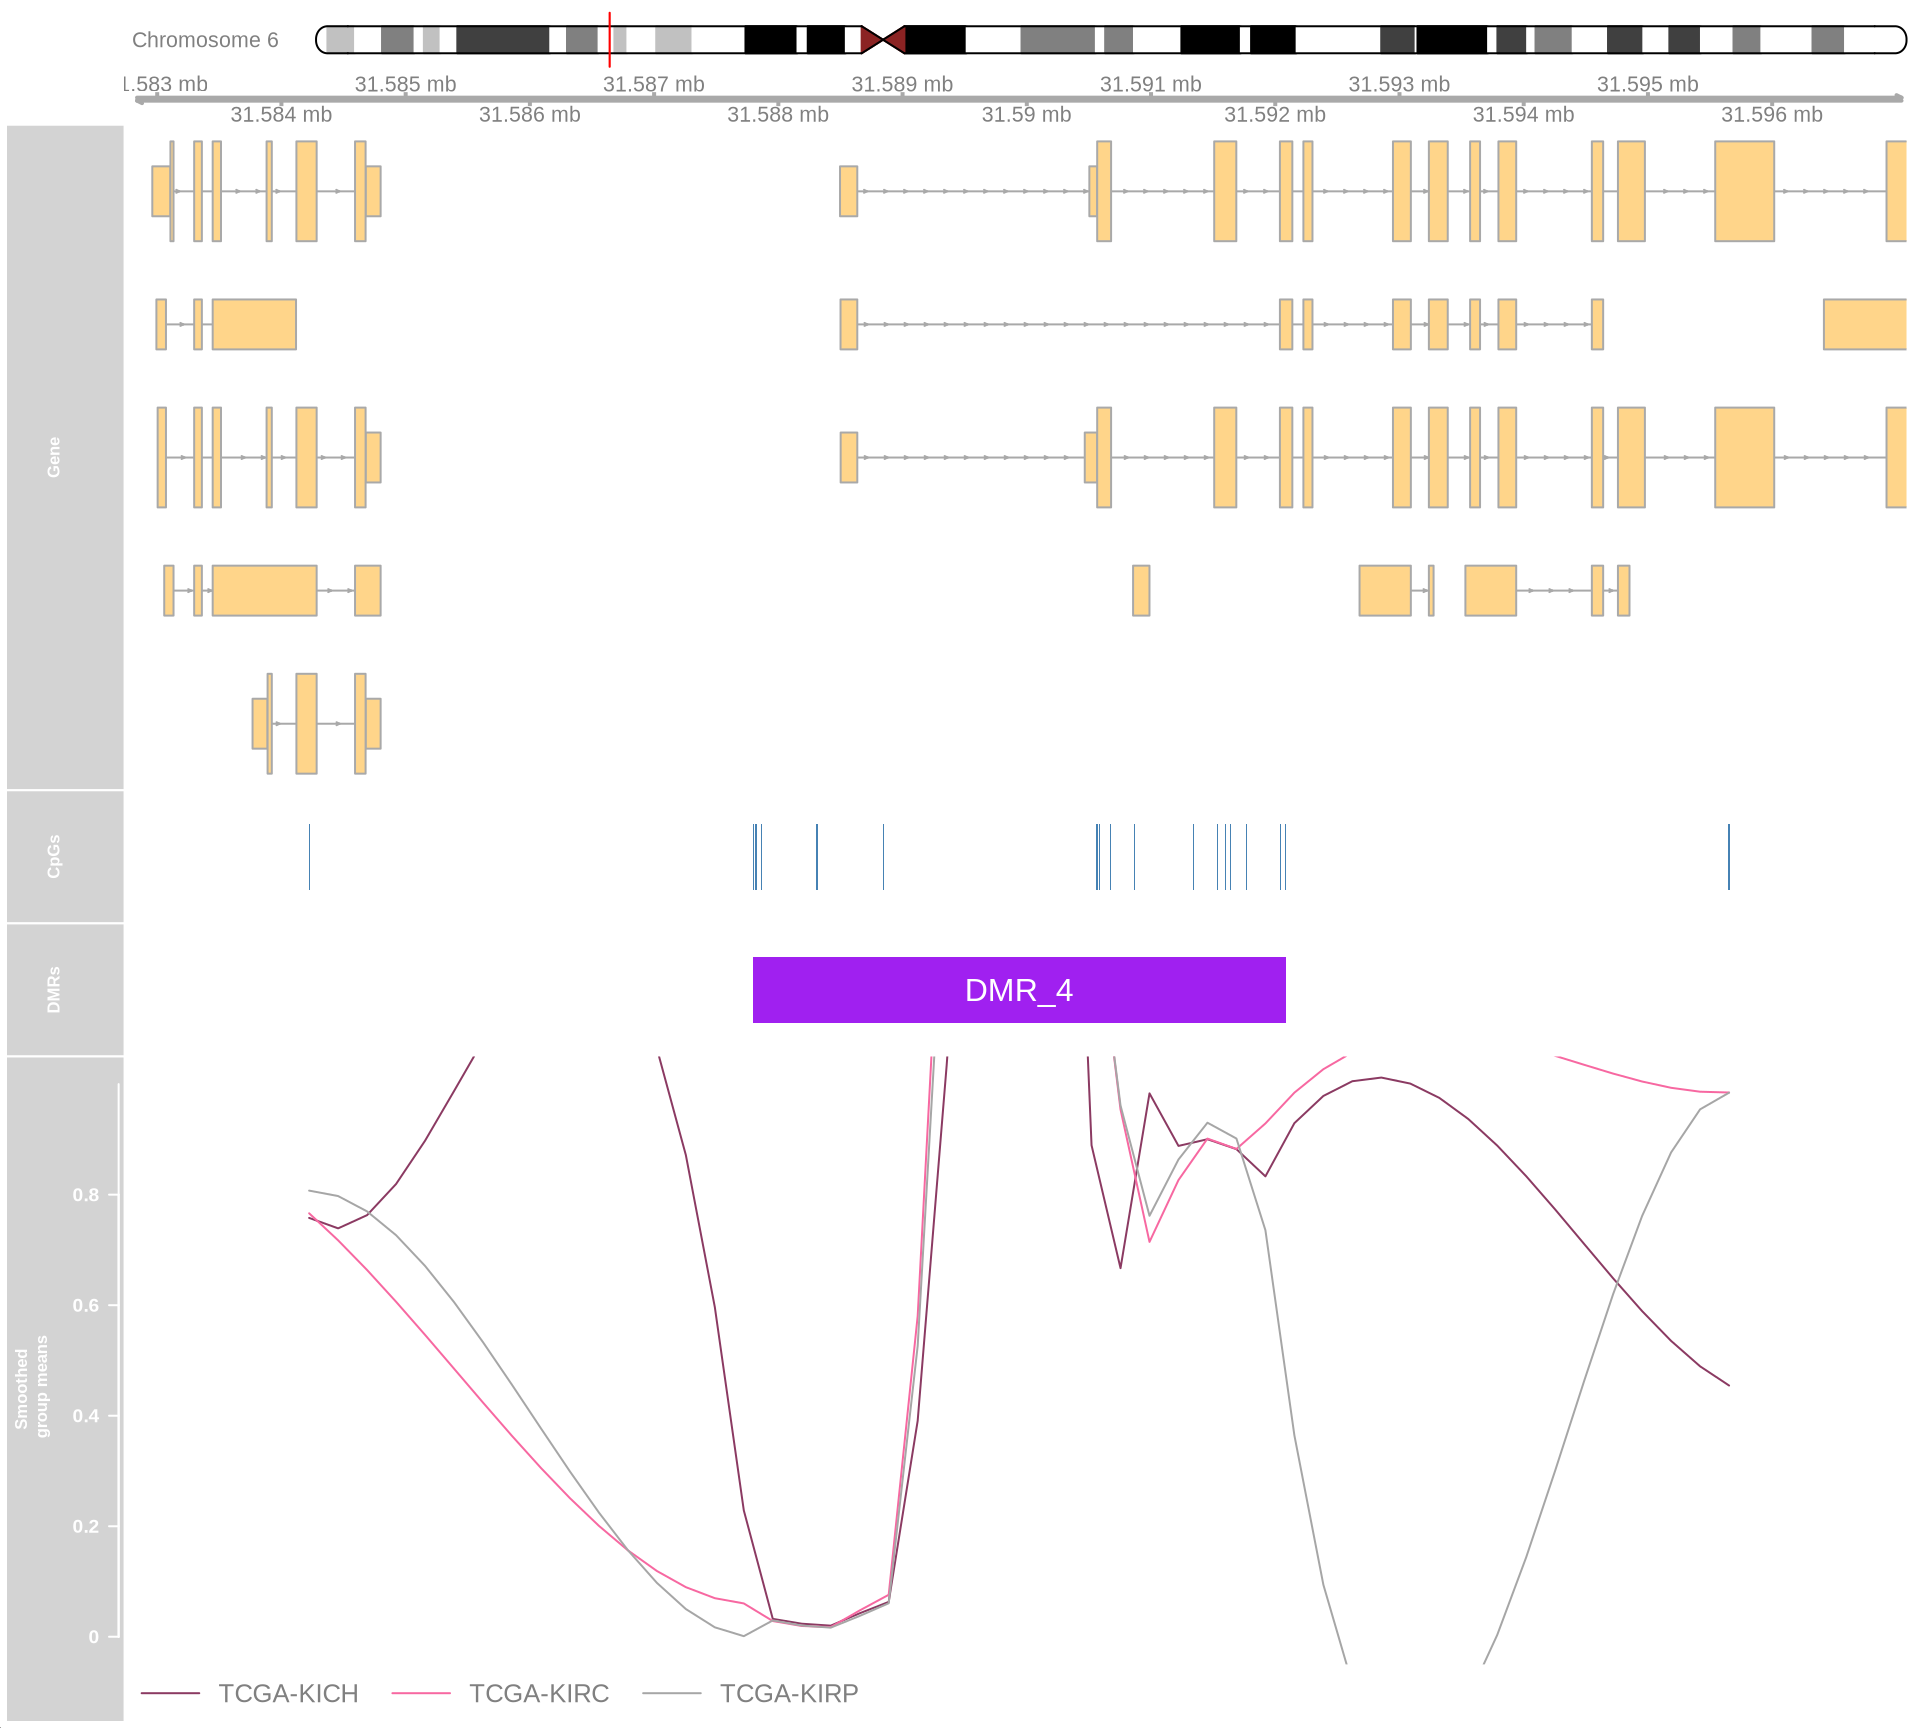 Chromosome 6
.583 mb 31.585 mb 31.587 mb 31.589 mb 31.591 mb 31.593 mb 31.595 mb
31.584 mb 31.586 mb 31.588 mb 31.59 mb 31.592 mb 31.594 mb 31.596 mb
Gene
CpGs
DMRs
DMR_4
Smoothed
group means
0.8
0.6
0.4
0.2
0
TCGA-KICH TCGA-KIRC TCGA-KIRP